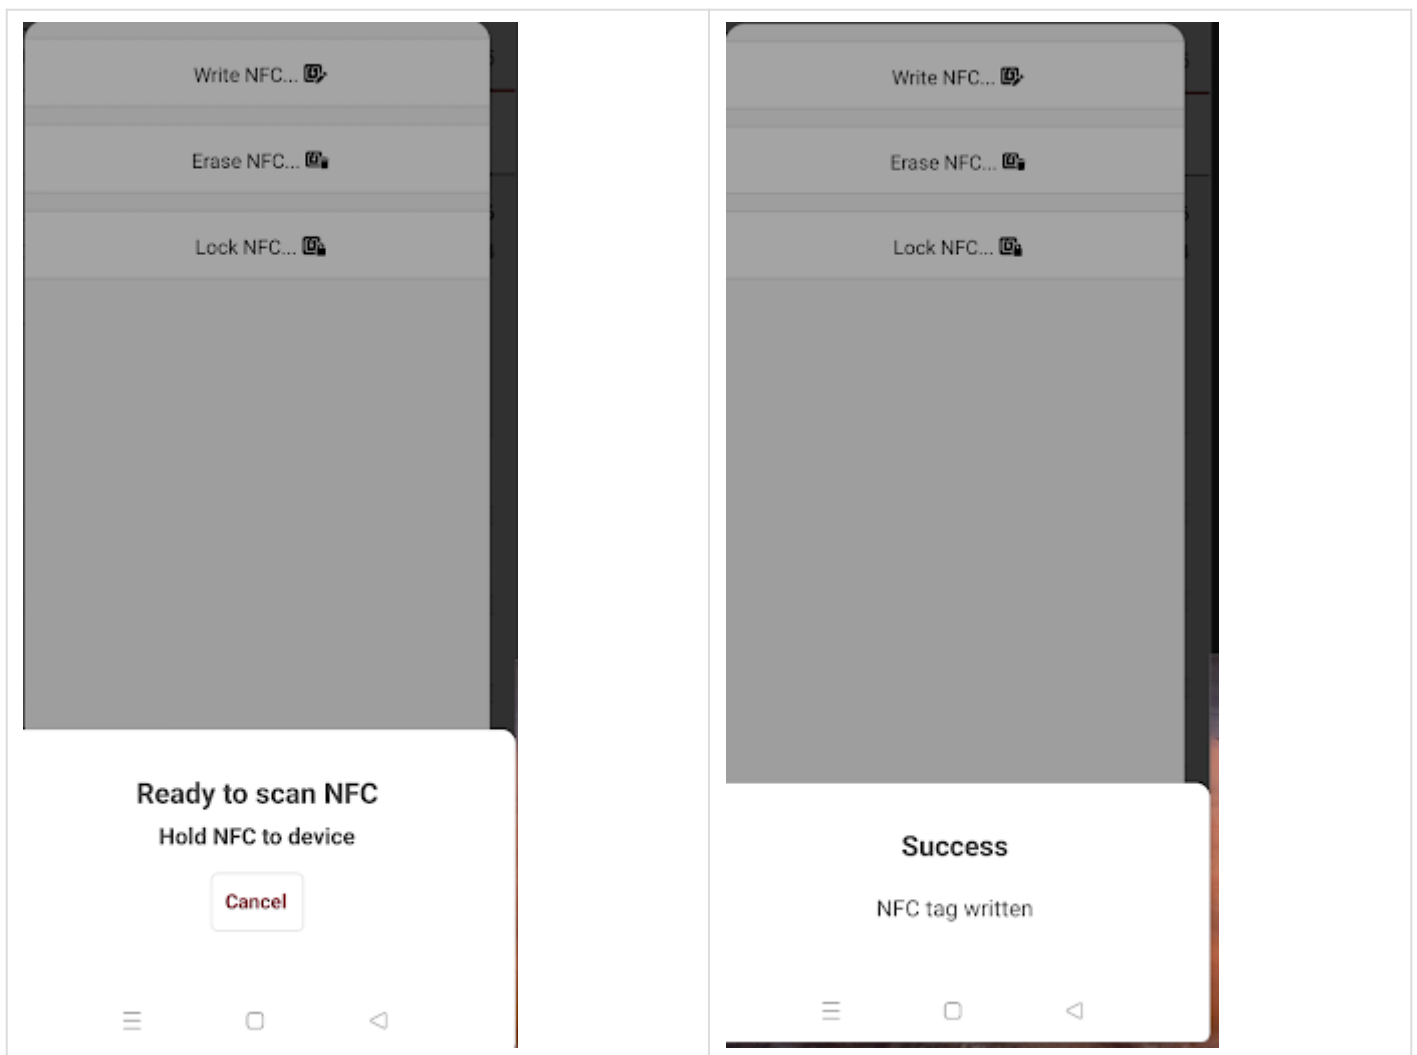 Write NFC...
Erase NFC...
Lock NFC...
Ready to scan NFC
Hold NFC to device
Cancel
Write NFC...
Erase NFC...
Lock NFC...
Success
NFC tag written